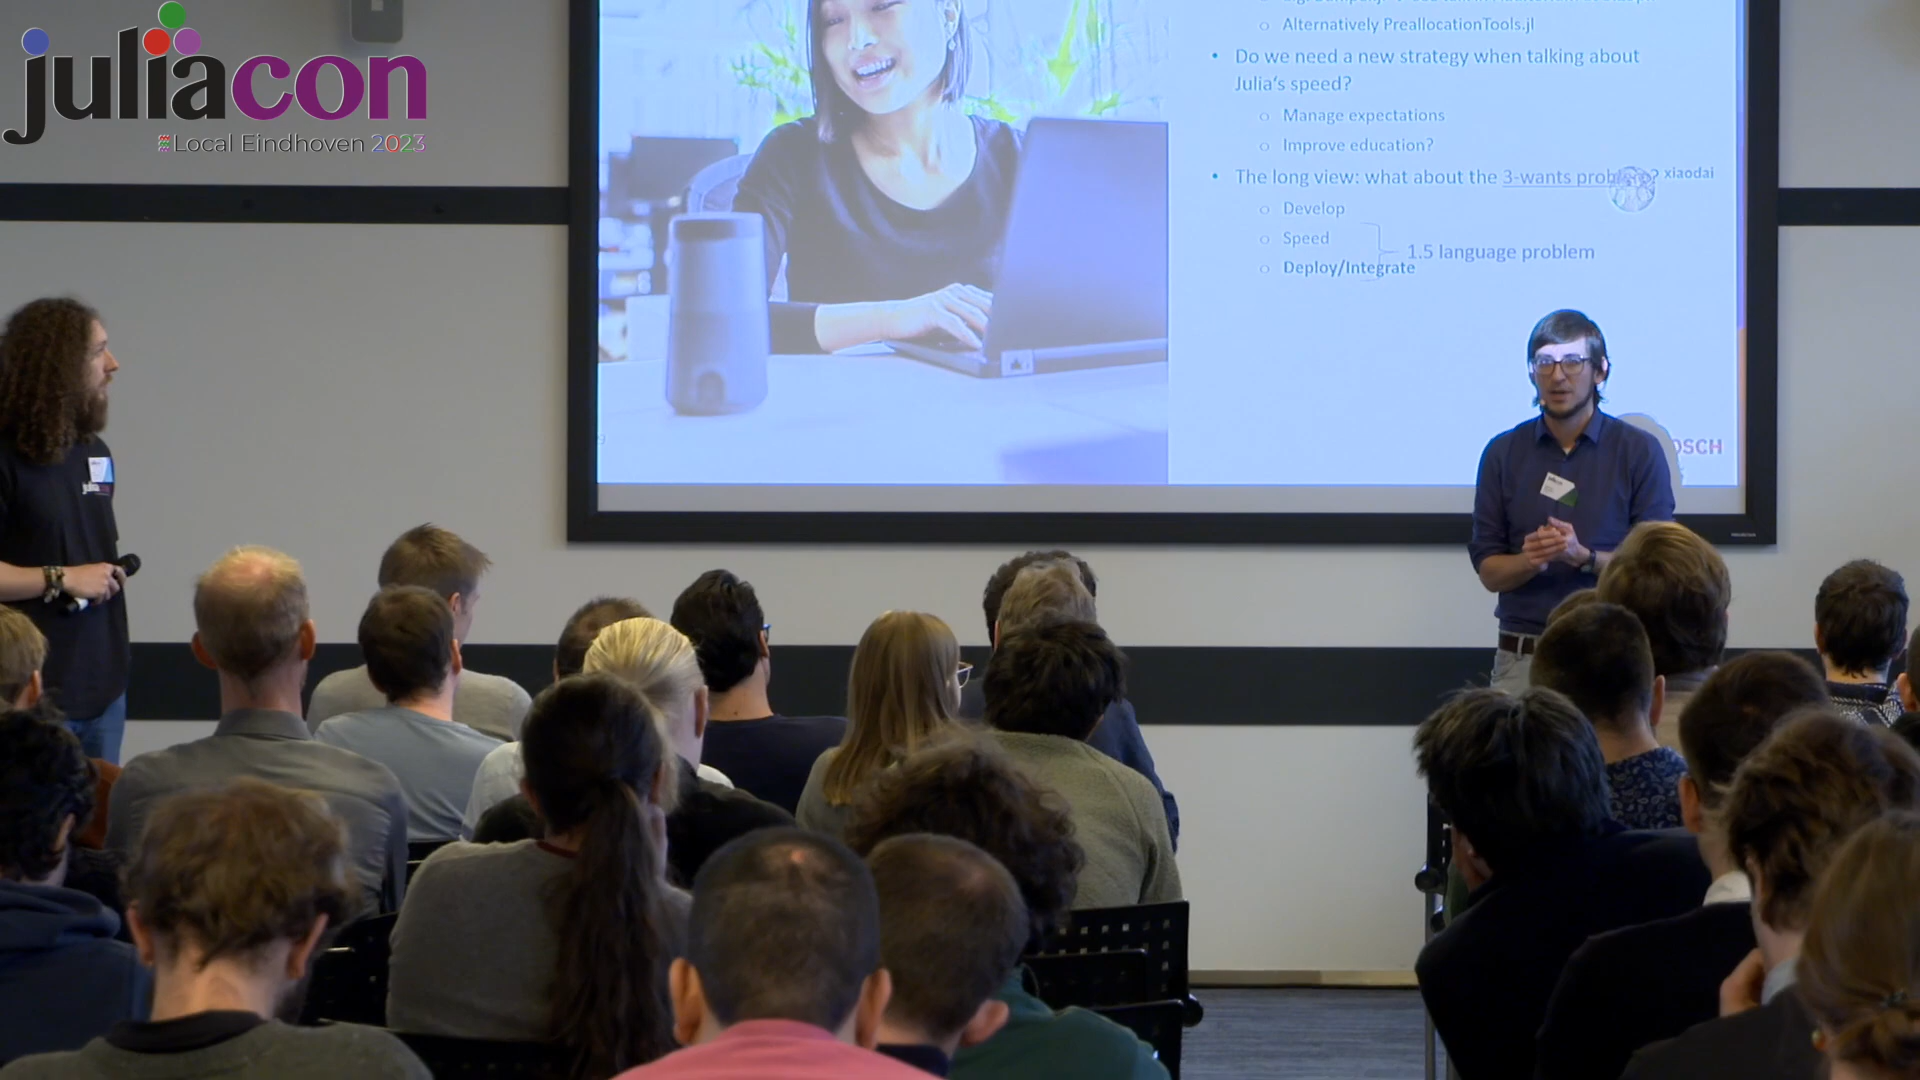 juliacon
Local Eindhoven 2023
Alternatively PreallocationTools.jl
Do we need a new strategy when talking about
Julia's speed?
Manage expectations
Improve education?
The long view: what about the 3-wants problem? xiaodai
Develop
Speed
Deploy/Integrate
1.5 language problem
9
OSCH